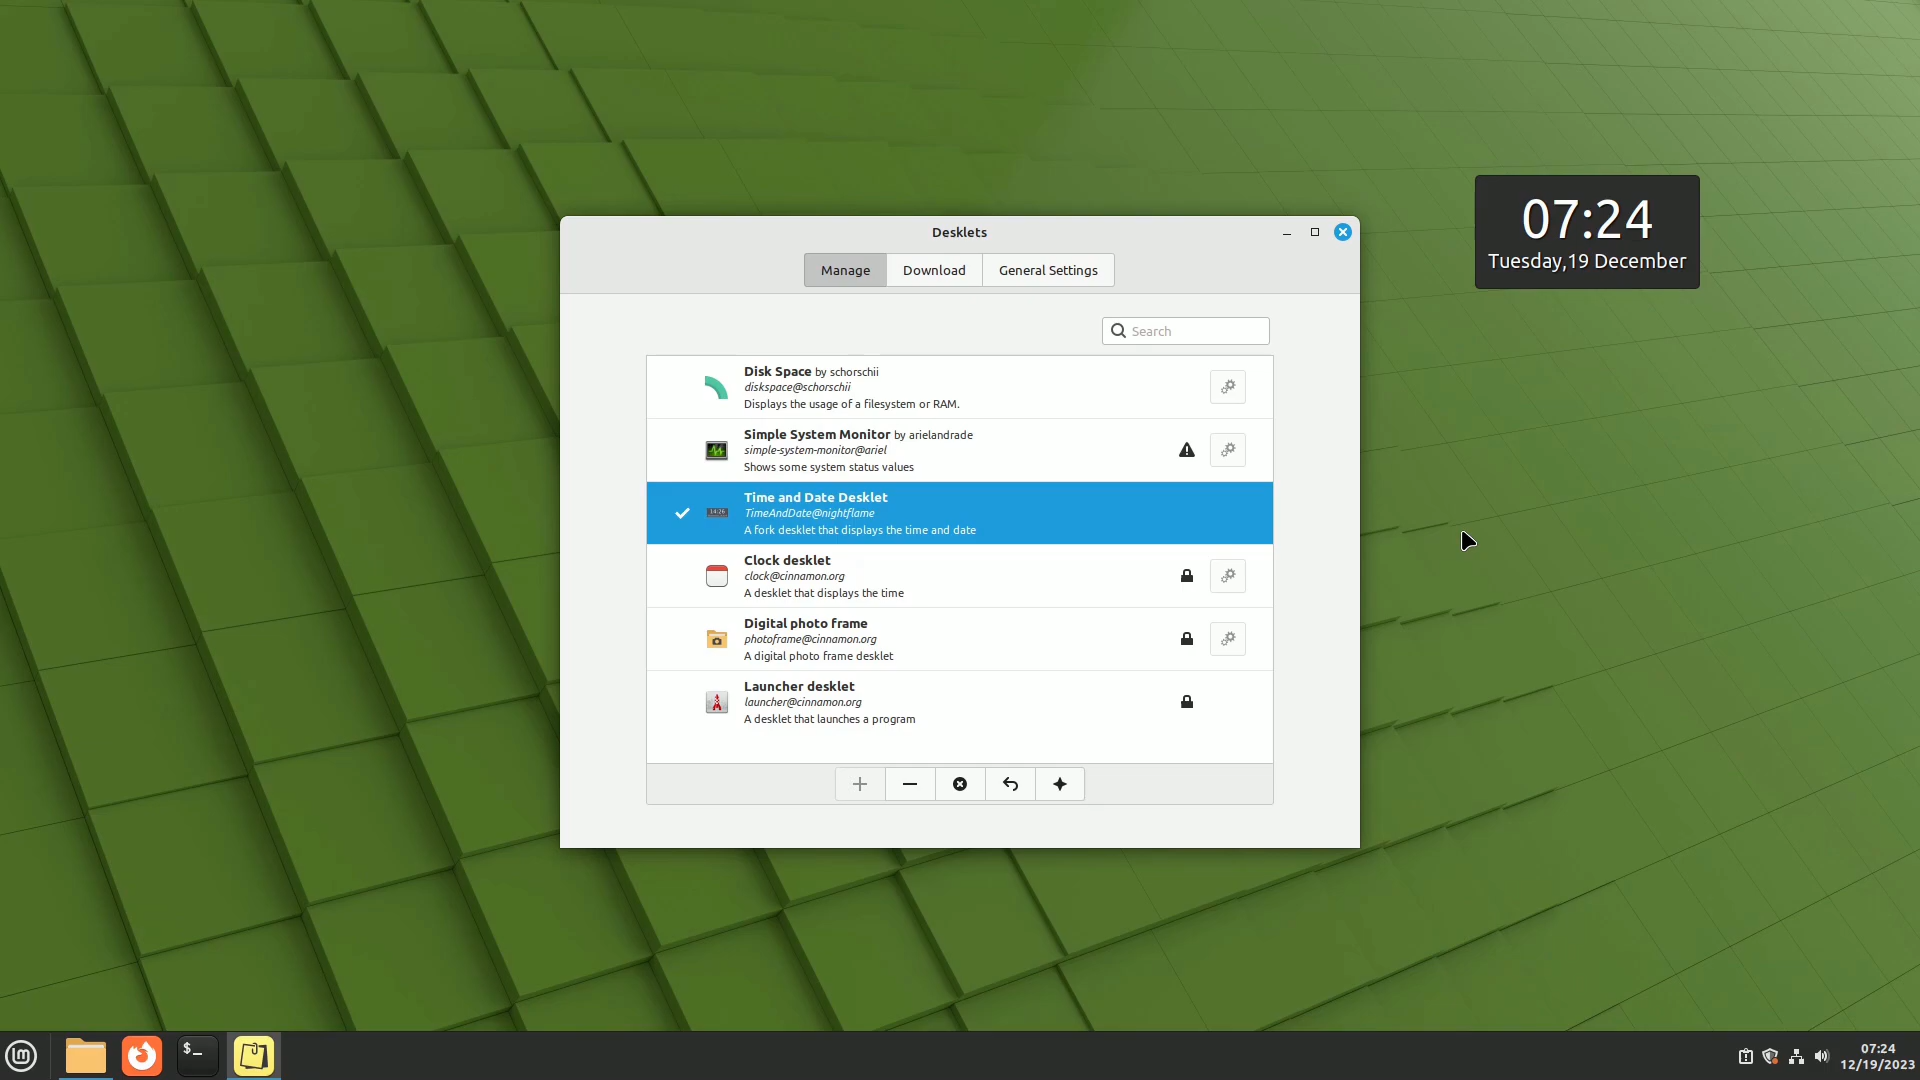 07:24
Tuesday,19 December
Desklets
Manage
Download
General Settings
Search
Disk Space by schorschii
diskspace@schorschii
Displays the usage of a filesystem or RAM.
Simple System Monitor by arielandrade
simple-system-monitor@ariel
Shows some system status values
14:26
Time and Date Desklet
TimeAndDate@nightflame
A fork desklet that displays the time and date
Clock desklet
clock@cinnamon.org
A desklet that displays the time
Digital photo frame
photoframe@cinnamon.org
A digital photo frame desklet
Launcher desklet
launcher@cinnamon.org
A desklet that launches a program
$_
07:24
12/19/2023